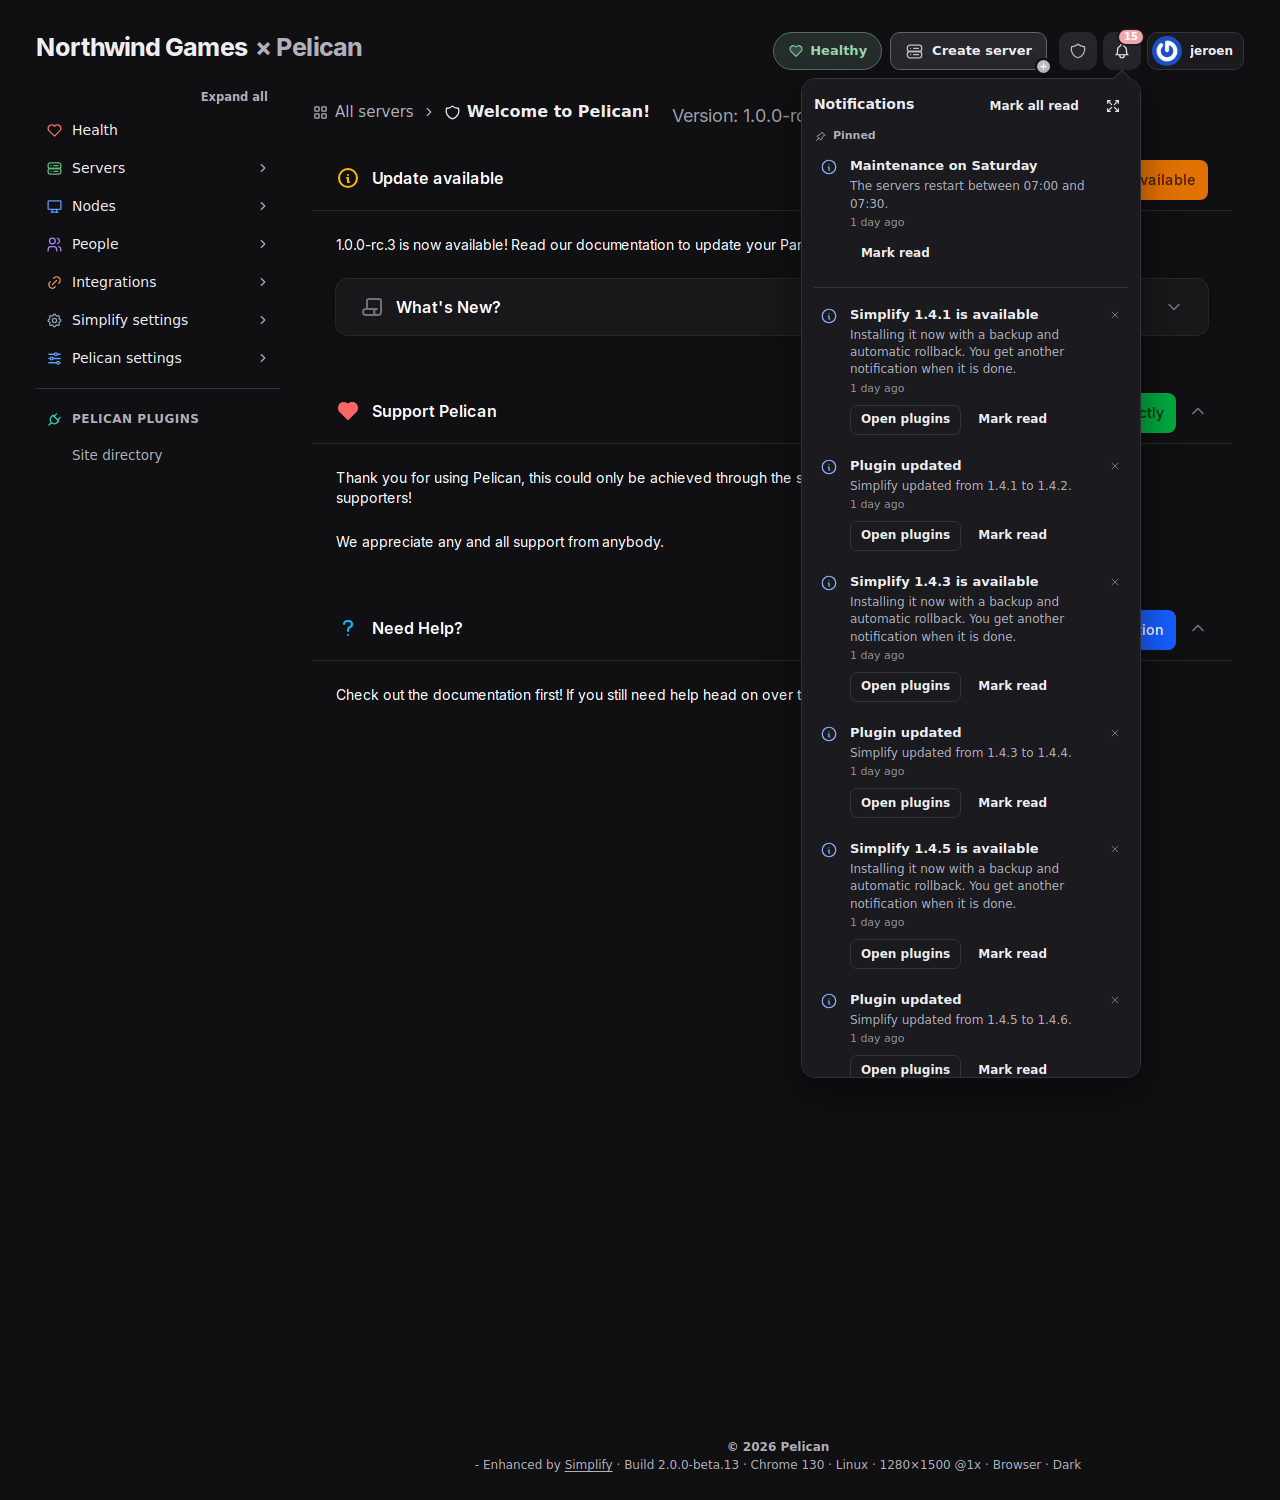 Northwind Games × Pelican
Healthy
Create server
15
jeroen
Expand all
Health
Servers
Nodes
People
Integrations
Simplify settings
Pelican settings
PELICAN PLUGINS
Site directory
All servers
Welcome to Pelican!
Version: 1.0.0-rc
Update available
vailable
1.0.0-rc.3 is now available! Read our documentation to update your Pan
What's New?
Support Pelican
ctly
Thank you for using Pelican, this could only be achieved through the s
supporters!
We appreciate any and all support from anybody.
Need Help?
tion
Check out the documentation first! If you still need help head on over t
Notifications
Mark all read
Pinned
Maintenance on Saturday
The servers restart between 07:00 and
07:30.
1 day ago
Mark read
Simplify 1.4.1 is available
Installing it now with a backup and
automatic rollback. You get another
notification when it is done.
1 day ago
Open plugins
Mark read
Plugin updated
Simplify updated from 1.4.1 to 1.4.2.
1 day ago
Open plugins
Mark read
Simplify 1.4.3 is available
Installing it now with a backup and
automatic rollback. You get another
notification when it is done.
1 day ago
Open plugins
Mark read
Plugin updated
Simplify updated from 1.4.3 to 1.4.4.
1 day ago
Open plugins
Mark read
Simplify 1.4.5 is available
Installing it now with a backup and
automatic rollback. You get another
notification when it is done.
1 day ago
Open plugins
Mark read
Plugin updated
Simplify updated from 1.4.5 to 1.4.6.
1 day ago
Open plugins
Mark read
© 2026 Pelican
- Enhanced by Simplify · Build 2.0.0-beta.13 · Chrome 130 · Linux · 1280×1500 @1x · Browser · Dark